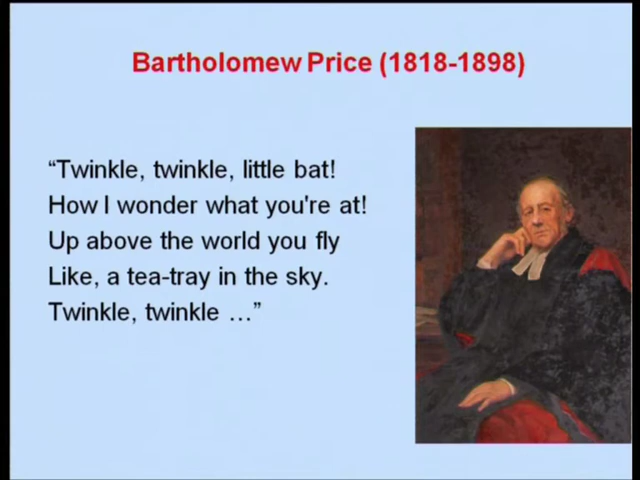 Bartholomew Price (1818-1898)
“Twinkle, twinkle, little bat!
How I wonder what you're at!
Up above the world you fly
Like, a tea-tray in the sky.
Twinkle, twinkle …”